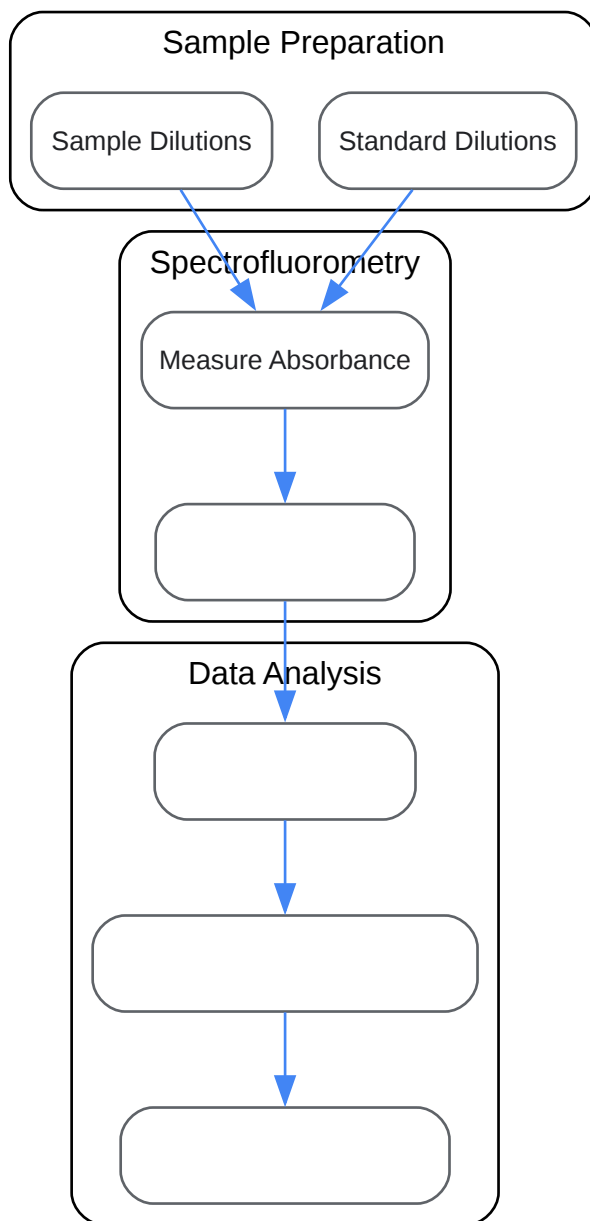 Sample Preparation
Sample Dilutions
Standard Dilutions
Spectrofluorometry
Measure Absorbance
Data Analysis